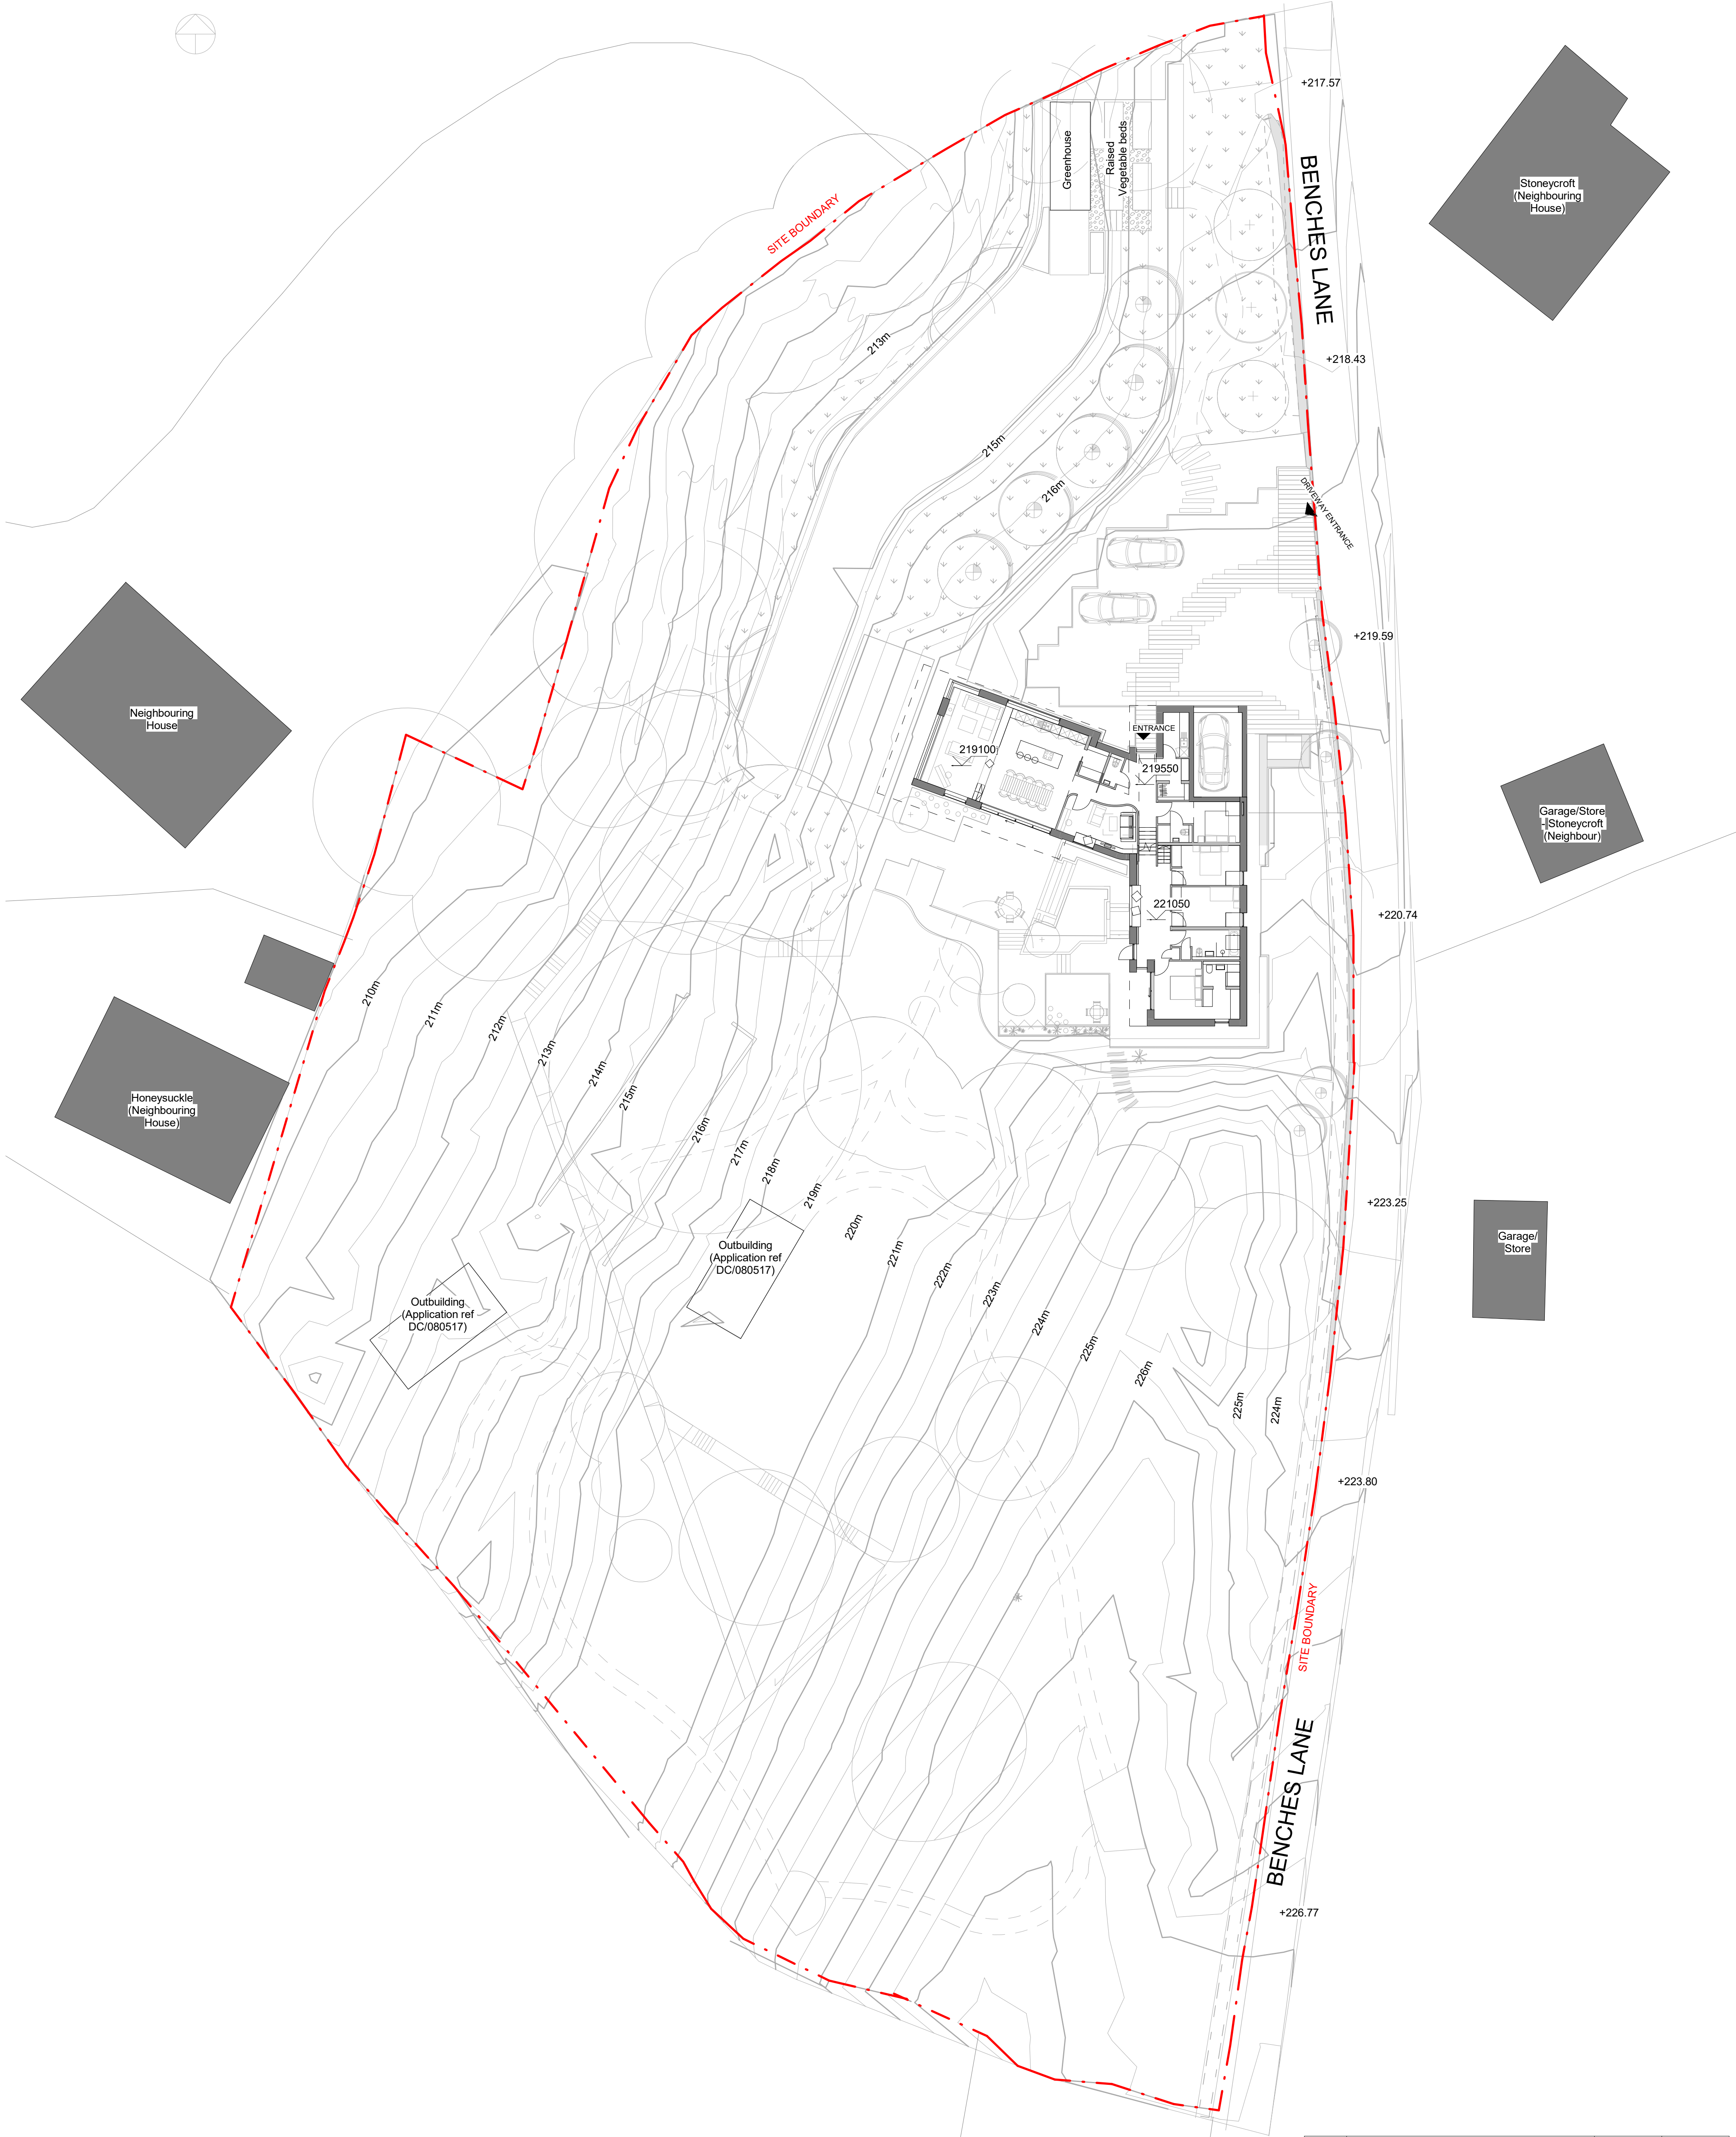 +217.57
BENCHES LANE
Stoneycroft
(Neighbouring
House)
Greenhouse
Raised
Vegetable beds
SITE BOUNDARY
213m
+218.43
215m
216m
DRIVEWAY ENTRANCE
+219.59
Neighbouring
House
ENTRANCE
219100
219550
Garage/Store
- Stoneycroft
(Neighbour)
221050
+220.74
210m
211m
212m
213m
214m
215m
216m
217m
218m
219m
220m
221m
222m
223m
224m
225m
226m
225m
224m
Honeysuckle
(Neighbouring
House)
+223.25
Garage/
Store
Outbuilding
(Application ref
DC/080517)
Outbuilding
(Application ref
DC/080517)
+223.80
SITE BOUNDARY
BENCHES LANE
+226.77